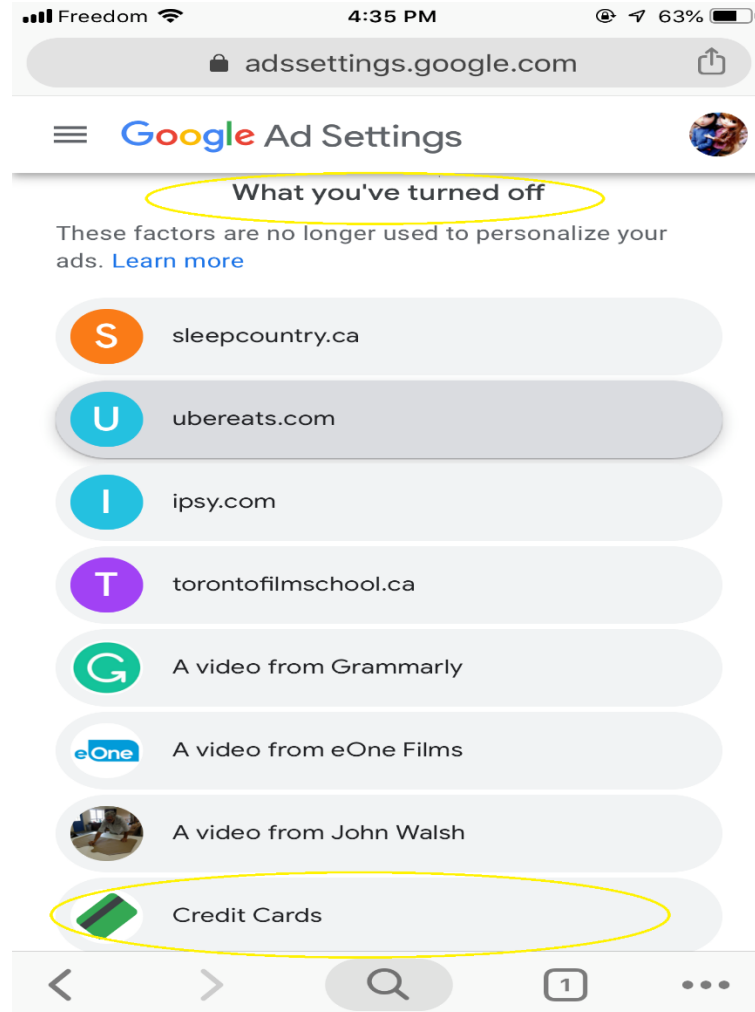 Freedom 4:35 PM 63%
adssettings.google.com
Google Ad Settings
What you've turned off
These factors are no longer used to personalize your
ads. Learn more
S sleepcountry.ca
U ubereats.com
I ipsy.com
T torontofilmschool.ca
G A video from Grammarly
eOne A video from eOne Films
A video from John Walsh
Credit Cards
1